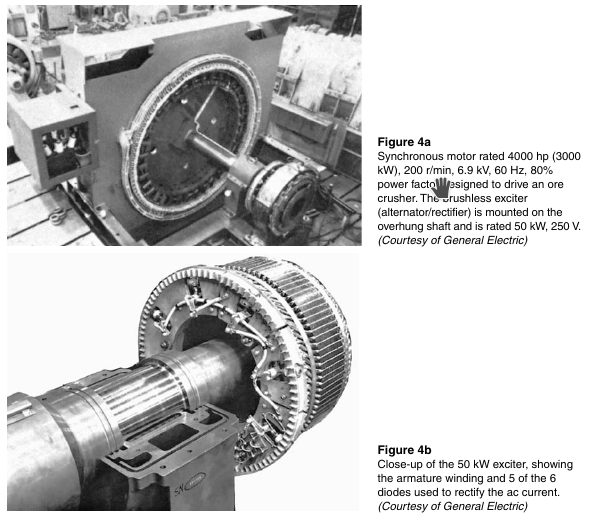 Figure 4a
Synchronous motor rated 4000 hp (3000
kW), 200 r/min, 6.9 kV, 60 Hz, 80%
power factor designed to drive an ore
crusher. The brushless exciter
(alternator/rectifier) is mounted on the
overhung shaft and is rated 50 kW, 250 V.
(Courtesy of General Electric)
Figure 4b
Close-up of the 50 kW exciter, showing
the armature winding and 5 of the 6
diodes used to rectify the ac current.
(Courtesy of General Electric)